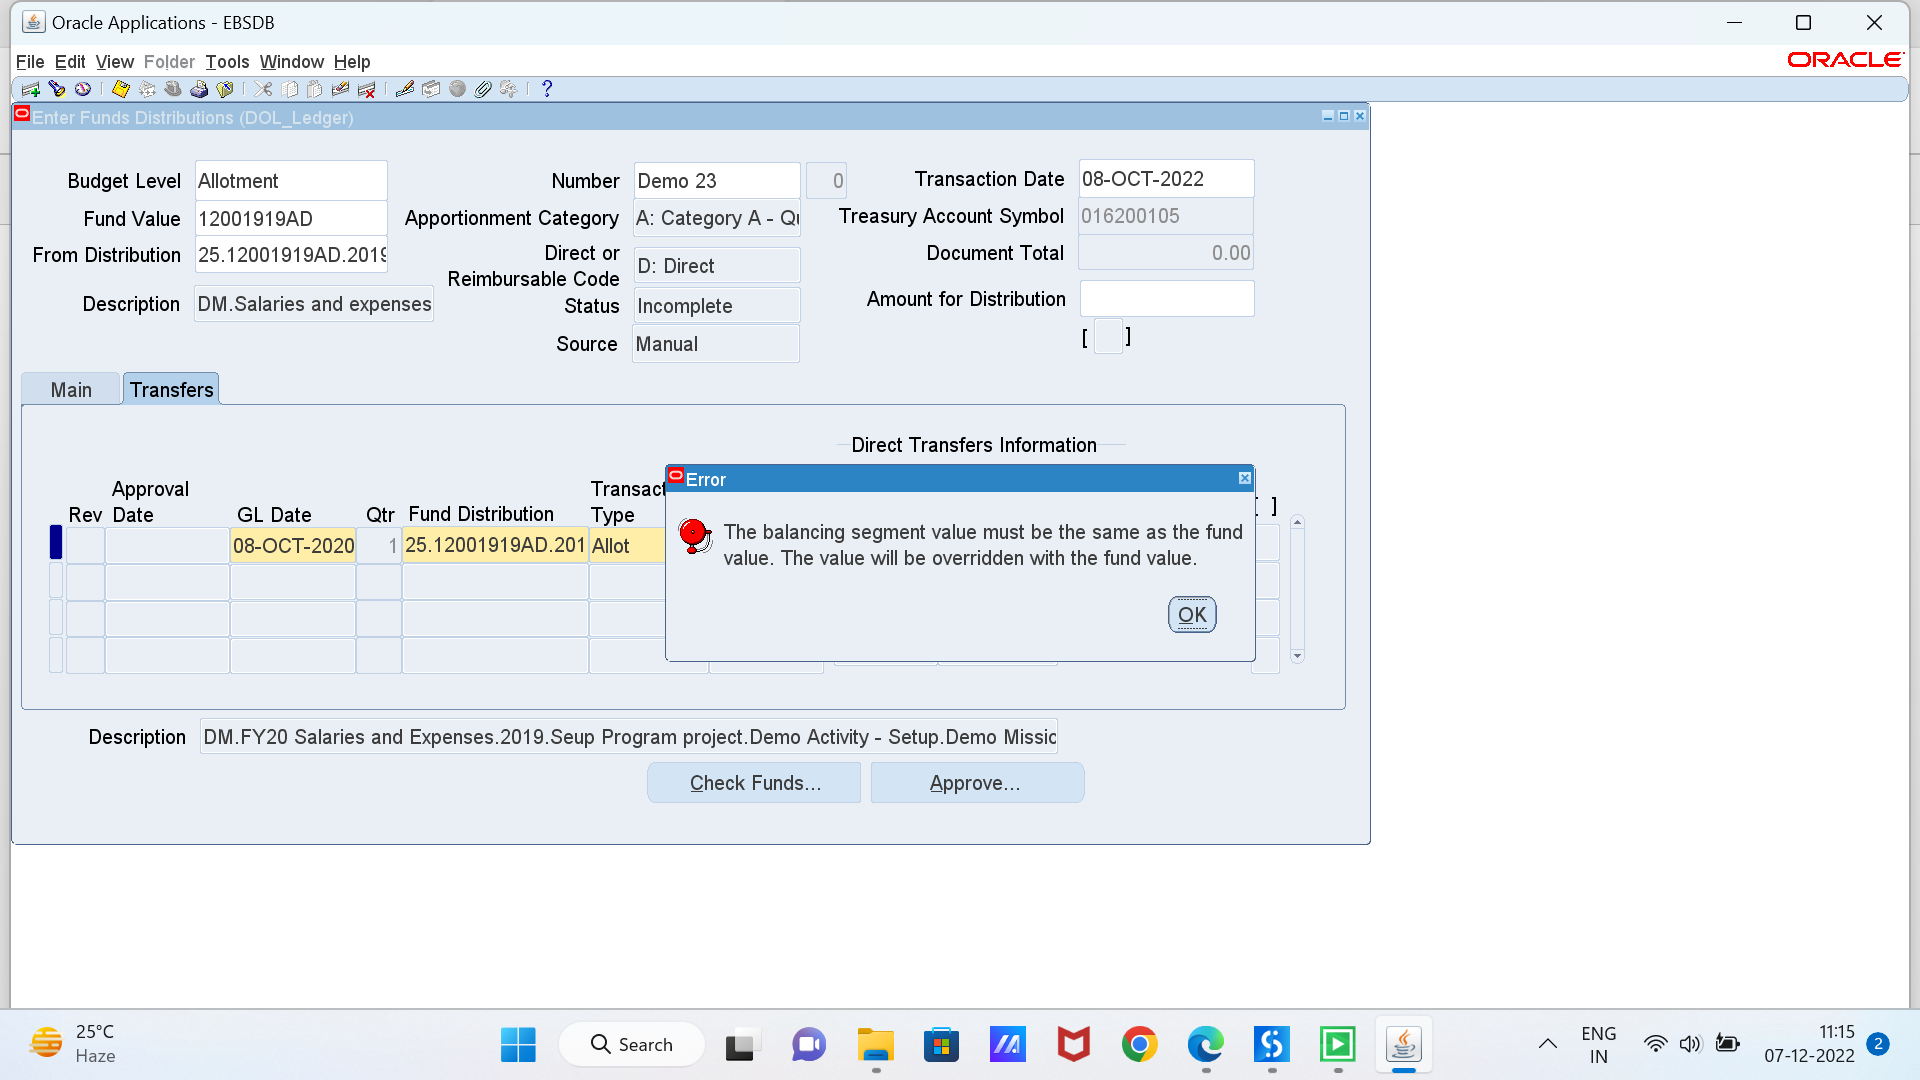 Oracle Applications - EBSDB
File Edit View Folder Tools Window Help
ORACLE
Enter Funds Distributions (DOL_Ledger)
Budget Level Allotment
Number Demo 23 0
Transaction Date 08-OCT-2022
Fund Value 12001919AD
Apportionment Category A: Category A - Qu
Treasury Account Symbol 016200105
From Distribution 25.12001919AD.2019
Direct or
Reimbursable Code D: Direct
Document Total 0.00
Description DM.Salaries and expenses
Status Incomplete
Amount for Distribution
[ ]
Source Manual
Main Transfers
Direct Transfers Information
Rev
Approval
Date
GL Date
Qtr
Fund Distribution
Transact
Type
[ ]
08-OCT-2020 1 25.12001919AD.201 Allot
Error
The balancing segment value must be the same as the fund
value. The value will be overridden with the fund value.
OK
Description DM.FY20 Salaries and Expenses.2019.Seup Program project.Demo Activity - Setup.Demo Missic
Check Funds...
Approve...
25°C
Haze
Search
ENG
IN
11:15
07-12-2022
2